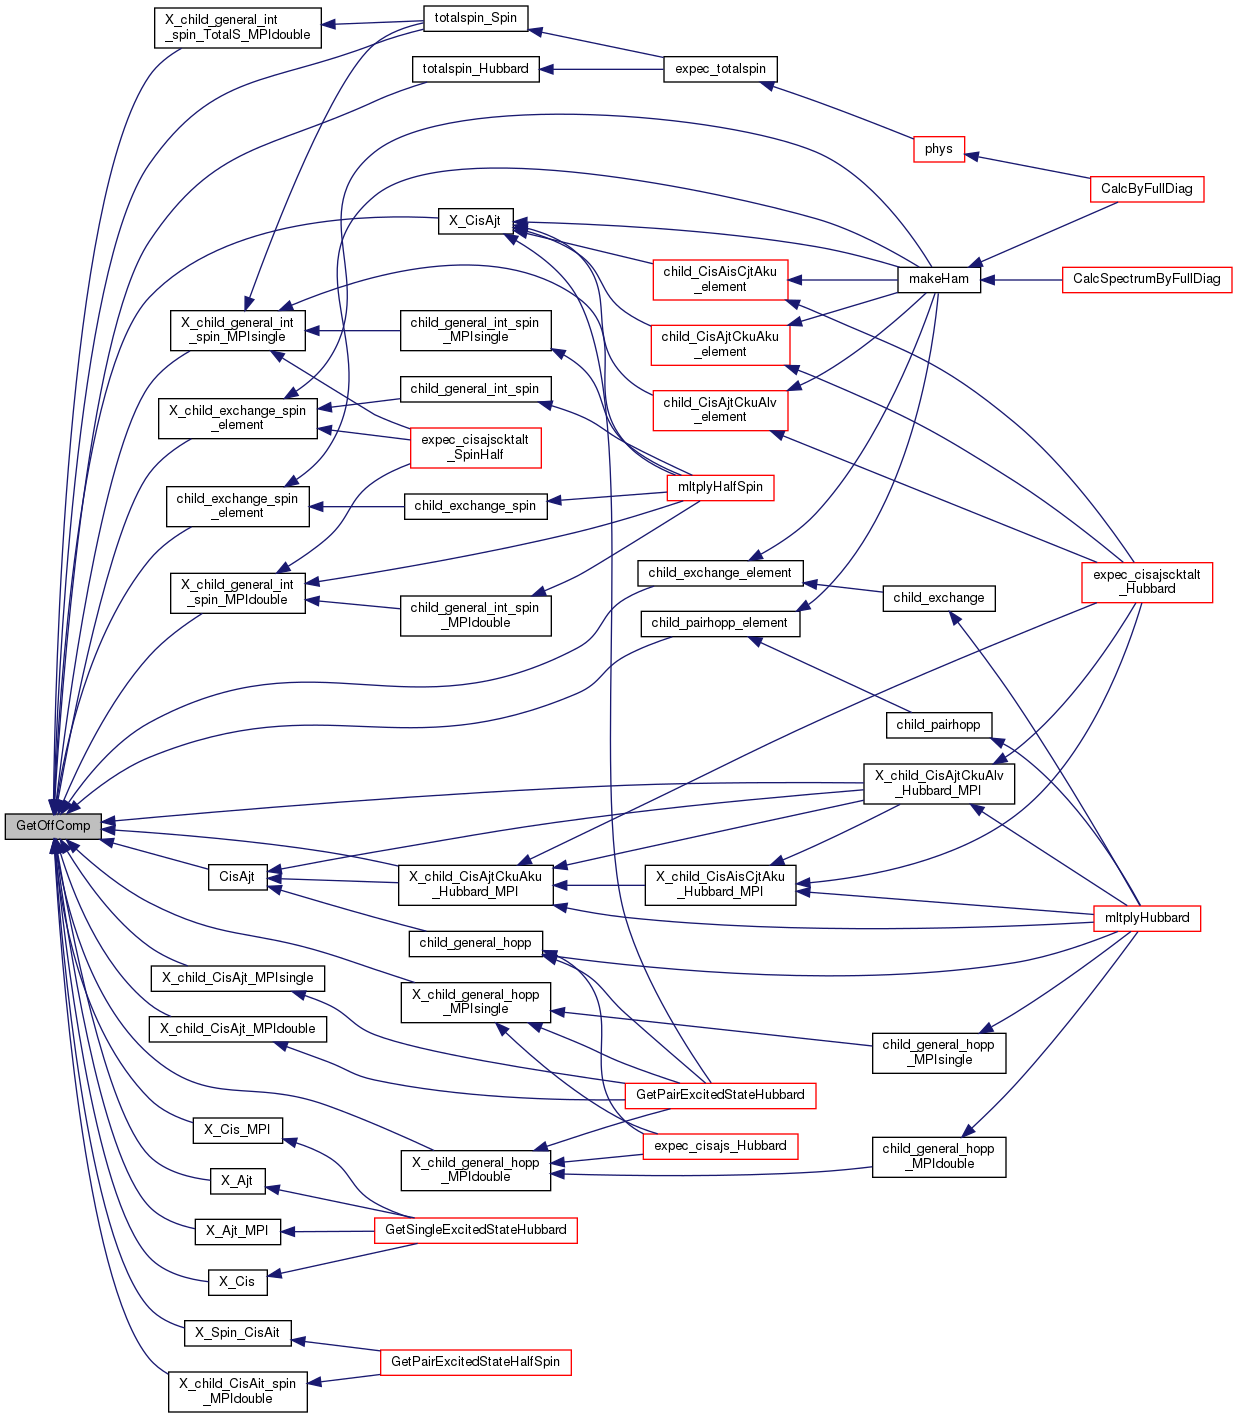 X_child_general_int
_spin_TotalS_MPIdouble
totalspin_Spin
totalspin_Hubbard
expec_totalspin
phys
CalcByFullDiag
X_CisAjt
child_CisAisCjtAku
_element
makeHam
CalcSpectrumByFullDiag
X_child_general_int
_spin_MPIsingle
child_general_int_spin
_MPIsingle
child_CisAjtCkuAku
_element
child_general_int_spin
child_CisAjtCkuAlv
_element
X_child_exchange_spin
_element
expec_cisajscktalt
_SpinHalf
mltplyHalfSpin
child_exchange_spin
_element
child_exchange_spin
X_child_general_int
_spin_MPIdouble
child_exchange_element
expec_cisajscktalt
_Hubbard
child_exchange
child_general_int_spin
_MPIdouble
child_pairhopp_element
child_pairhopp
X_child_CisAjtCkuAlv
_Hubbard_MPI
GetOffComp
CisAjt
X_child_CisAjtCkuAku
_Hubbard_MPI
X_child_CisAisCjtAku
_Hubbard_MPI
mltplyHubbard
child_general_hopp
X_child_CisAjt_MPIsingle
X_child_general_hopp
_MPIsingle
X_child_CisAjt_MPIdouble
child_general_hopp
_MPIsingle
GetPairExcitedStateHubbard
X_Cis_MPI
expec_cisajs_Hubbard
X_child_general_hopp
_MPIdouble
child_general_hopp
_MPIdouble
X_Ajt
X_Ajt_MPI
GetSingleExcitedStateHubbard
X_Cis
X_Spin_CisAit
GetPairExcitedStateHalfSpin
X_child_CisAit_spin
_MPIdouble